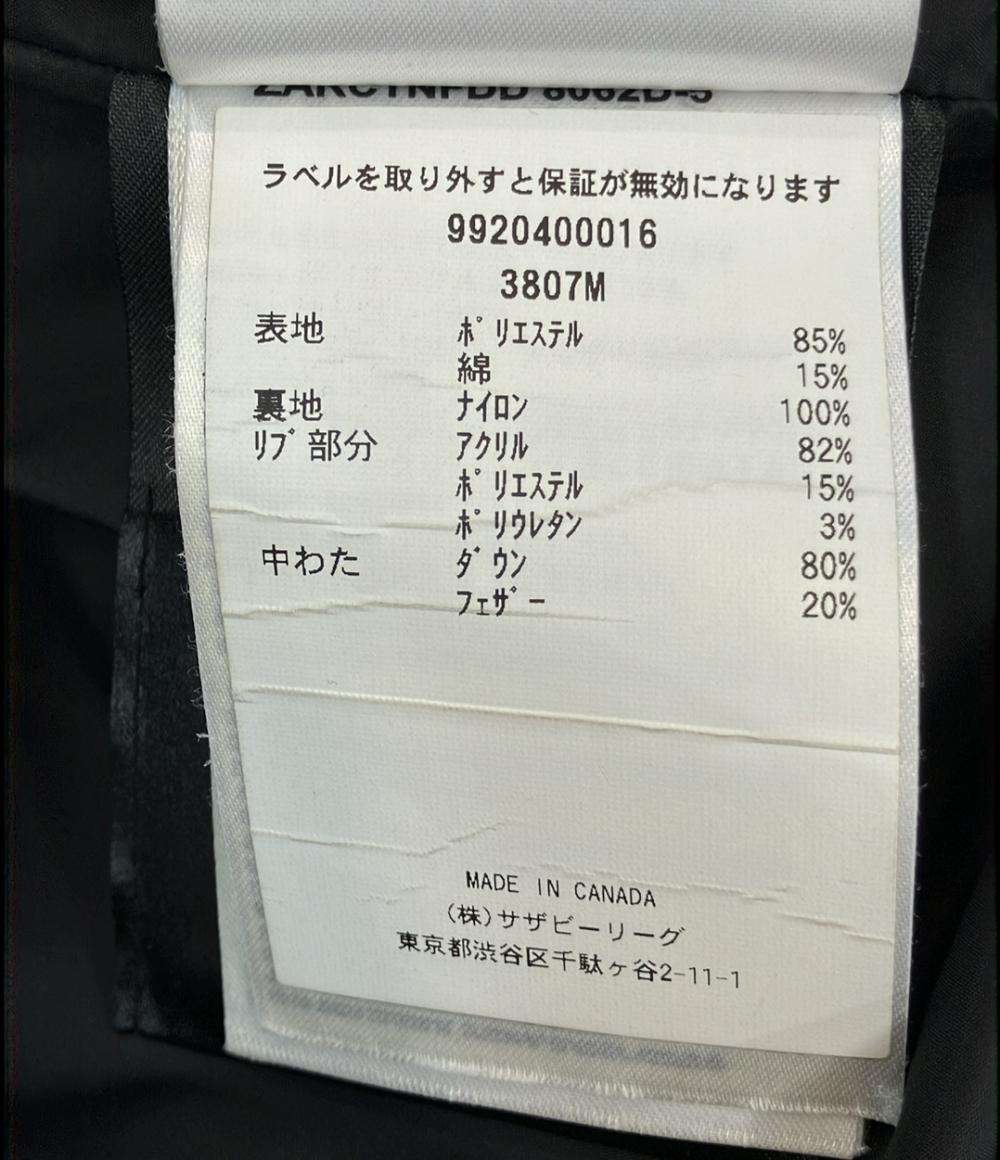 ラベルを取り外すと保証が無効になります
9920400016
3807M
表地 ポリエステル 85%
綿 15%
裏地 ナイロン 100%
リブ部分 アクリル 82%
ポリエステル 15%
ポリウレタン 3%
中わた ダウン 80%
フェザー 20%
MADE IN CANADA
(株)サザビーリーグ
東京都渋谷区千駄ヶ谷2-11-1